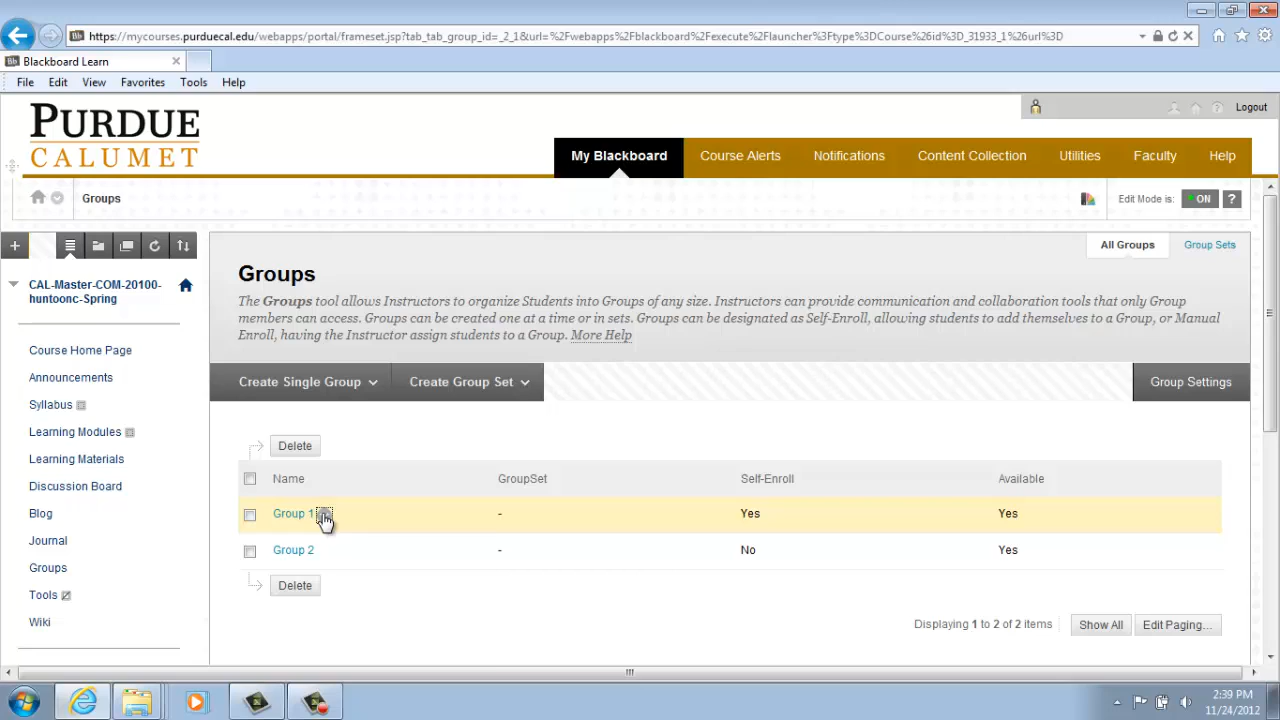 https://mycourses.purduecal.edu/webapps/portal/frameset.jsp?tab_tab_group_id=_2_1&url=%2Fwebapps%2Fblackboard%2Fexecute%2Flauncher%3Ftype%3DCourse%26id%3D_31933_1%26url%3D
Blackboard Learn
File Edit View Favorites Tools Help
Logout
PURDUE
CALUMET
My Blackboard Course Alerts Notifications Content Collection Utilities Faculty Help
Groups
Edit Mode is: ON ?
All Groups Group Sets
CAL-Master-COM-20100-
huntoonc-Spring
Course Home Page
Announcements
Syllabus
Learning Modules
Learning Materials
Discussion Board
Blog
Journal
Groups
Tools
Wiki
Groups
The Groups tool allows Instructors to organize Students into Groups of any size. Instructors can provide communication and collaboration tools that only Group
members can access. Groups can be created one at a time or in sets. Groups can be designated as Self-Enroll, allowing students to add themselves to a Group, or Manual
Enroll, having the Instructor assign students to a Group. More Help
Create Single Group Create Group Set Group Settings
Delete
Name GroupSet Self-Enroll Available
Group 1 - Yes Yes
Group 2 - No Yes
Delete
Displaying 1 to 2 of 2 items Show All Edit Paging...
2:39 PM
11/24/2012